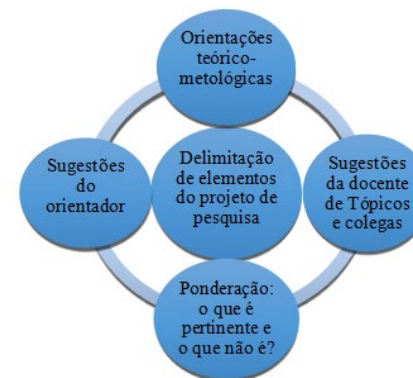 Orientações
teórico-
metológicas
Sugestões
do
orientador
Delimitação
de elementos
do projeto de
pesquisa
Sugestões
da docente
de Tópicos
e colegas
Ponderação:
o que é
pertinente e
o que não é?